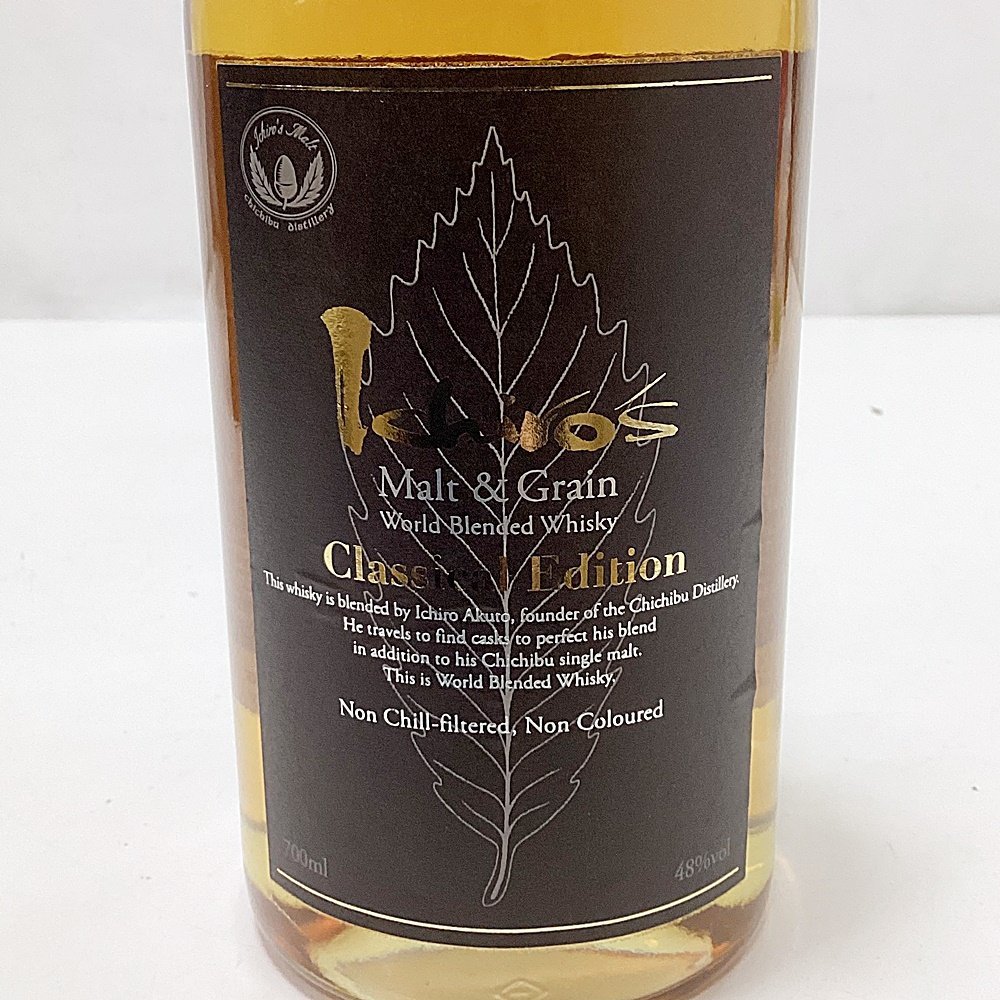 Ichiro's Malt
chichibu distillery
Ichiro's
Malt & Grain
World Blended Whisky
Classical Edition
This whisky is blended by Ichiro Akuto, founder of the Chichibu Distillery.
He travels to find casks to perfect his blend
in addition to his Chichibu single malt.
This is World Blended Whisky.
Non Chill-filtered, Non Coloured
700ml
48%vol